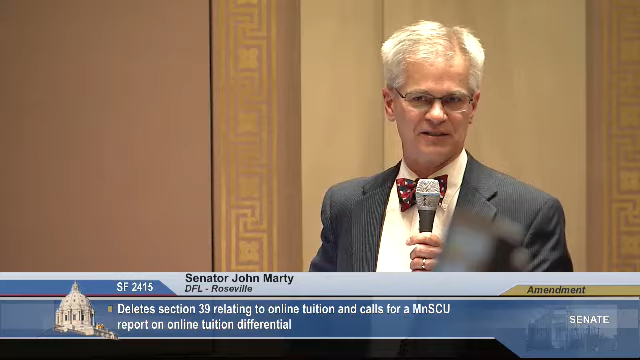 SF 2415
Senator John Marty
DFL - Roseville
Amendment
Deletes section 39 relating to online tuition and calls for a MnSCU
report on online tuition differential
SENATE